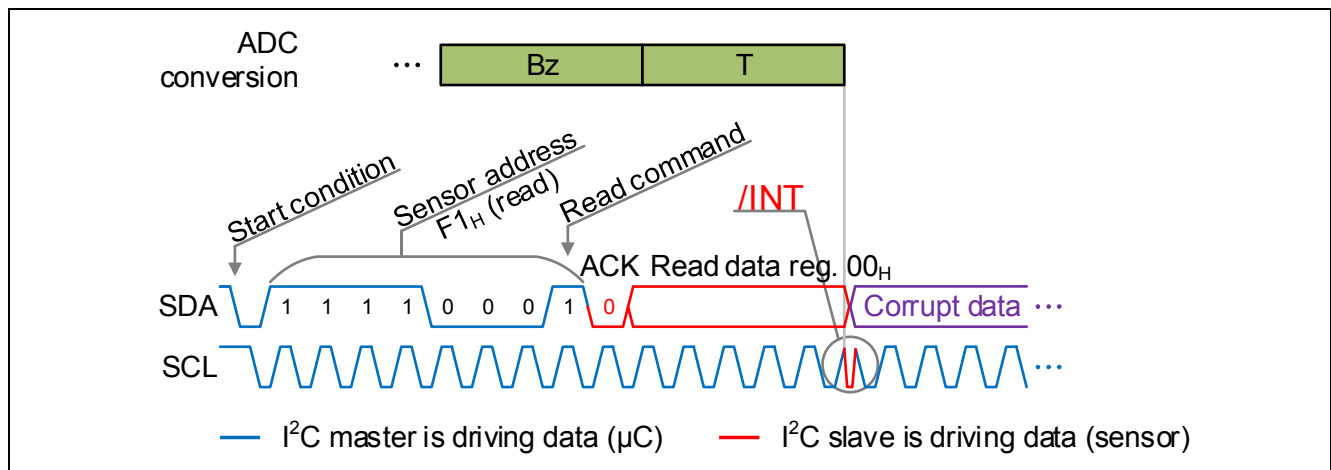 ADC
conversion
... Bz T
Start condition
Sensor address
F1H (read)
Read command
/INT
ACK Read data reg. 00H
SDA 1 1 1 1 0 0 0 1 0 Corrupt data ...
SCL ...
I²C master is driving data (µC) I²C slave is driving data (sensor)